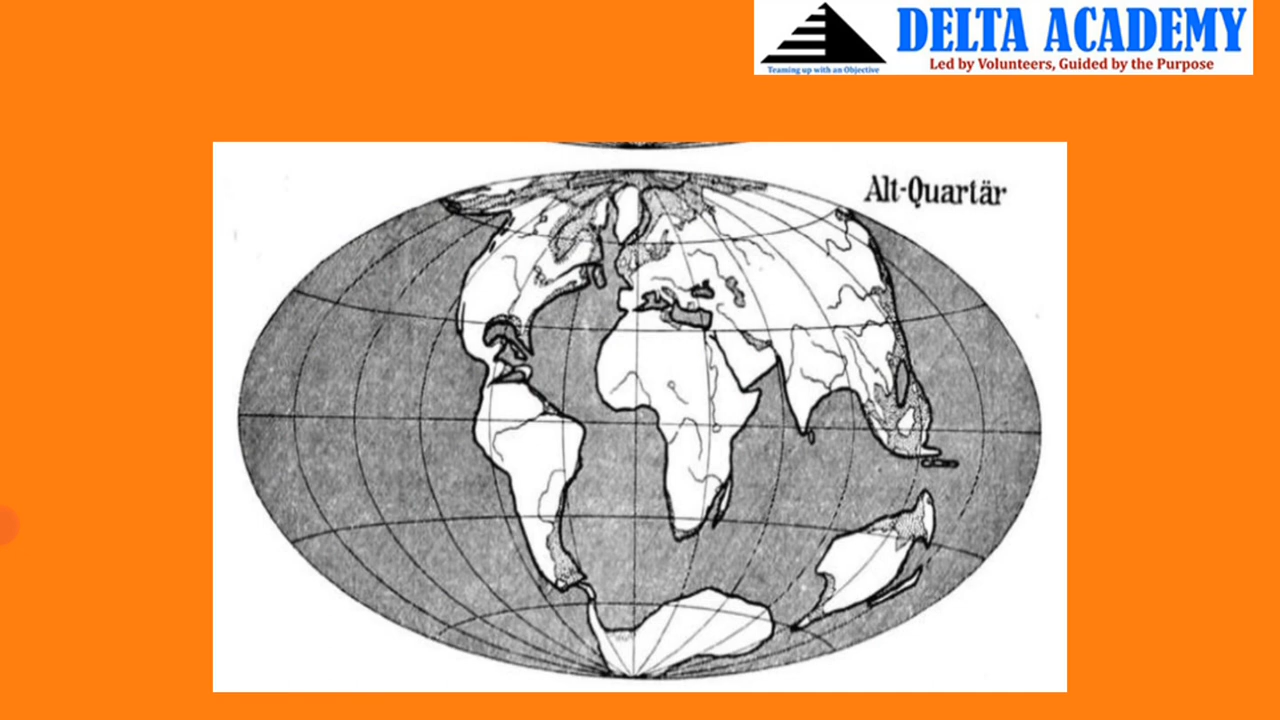 DELTA ACADEMY
Led by Volunteers, Guided by the Purpose
Teaming up with an Objective
Alt-Quartär